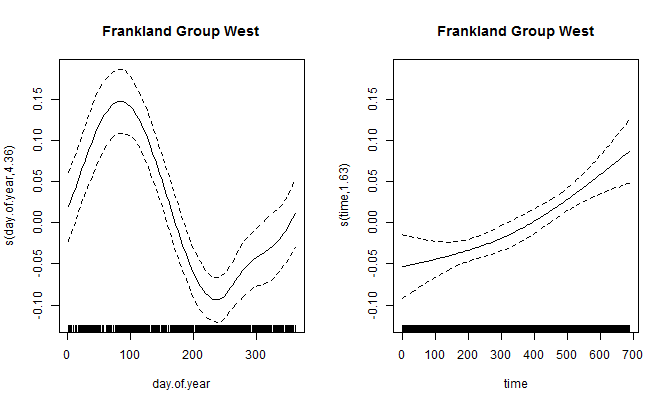 Frankland Group West
s(day.of.year,4.36)
0.15
0.10
0.05
0.00
-0.05
-0.10
0 100 200 300
day.of.year
Frankland Group West
s(time,1.63)
0.15
0.10
0.05
0.00
-0.05
-0.10
0 100 200 300 400 500 600 700
time